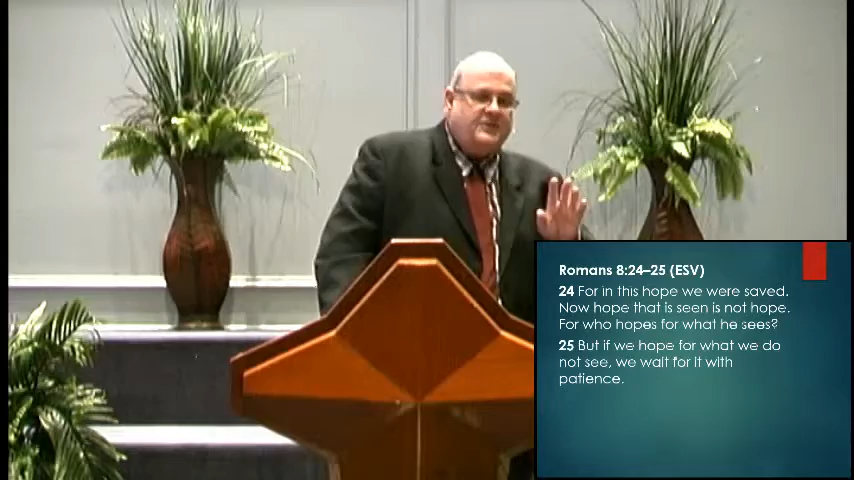 Romans 8:24–25 (ESV)
24 For in this hope we were saved.
Now hope that is seen is not hope.
For who hopes for what he sees?
25 But if we hope for what we do
not see, we wait for it with
patience.